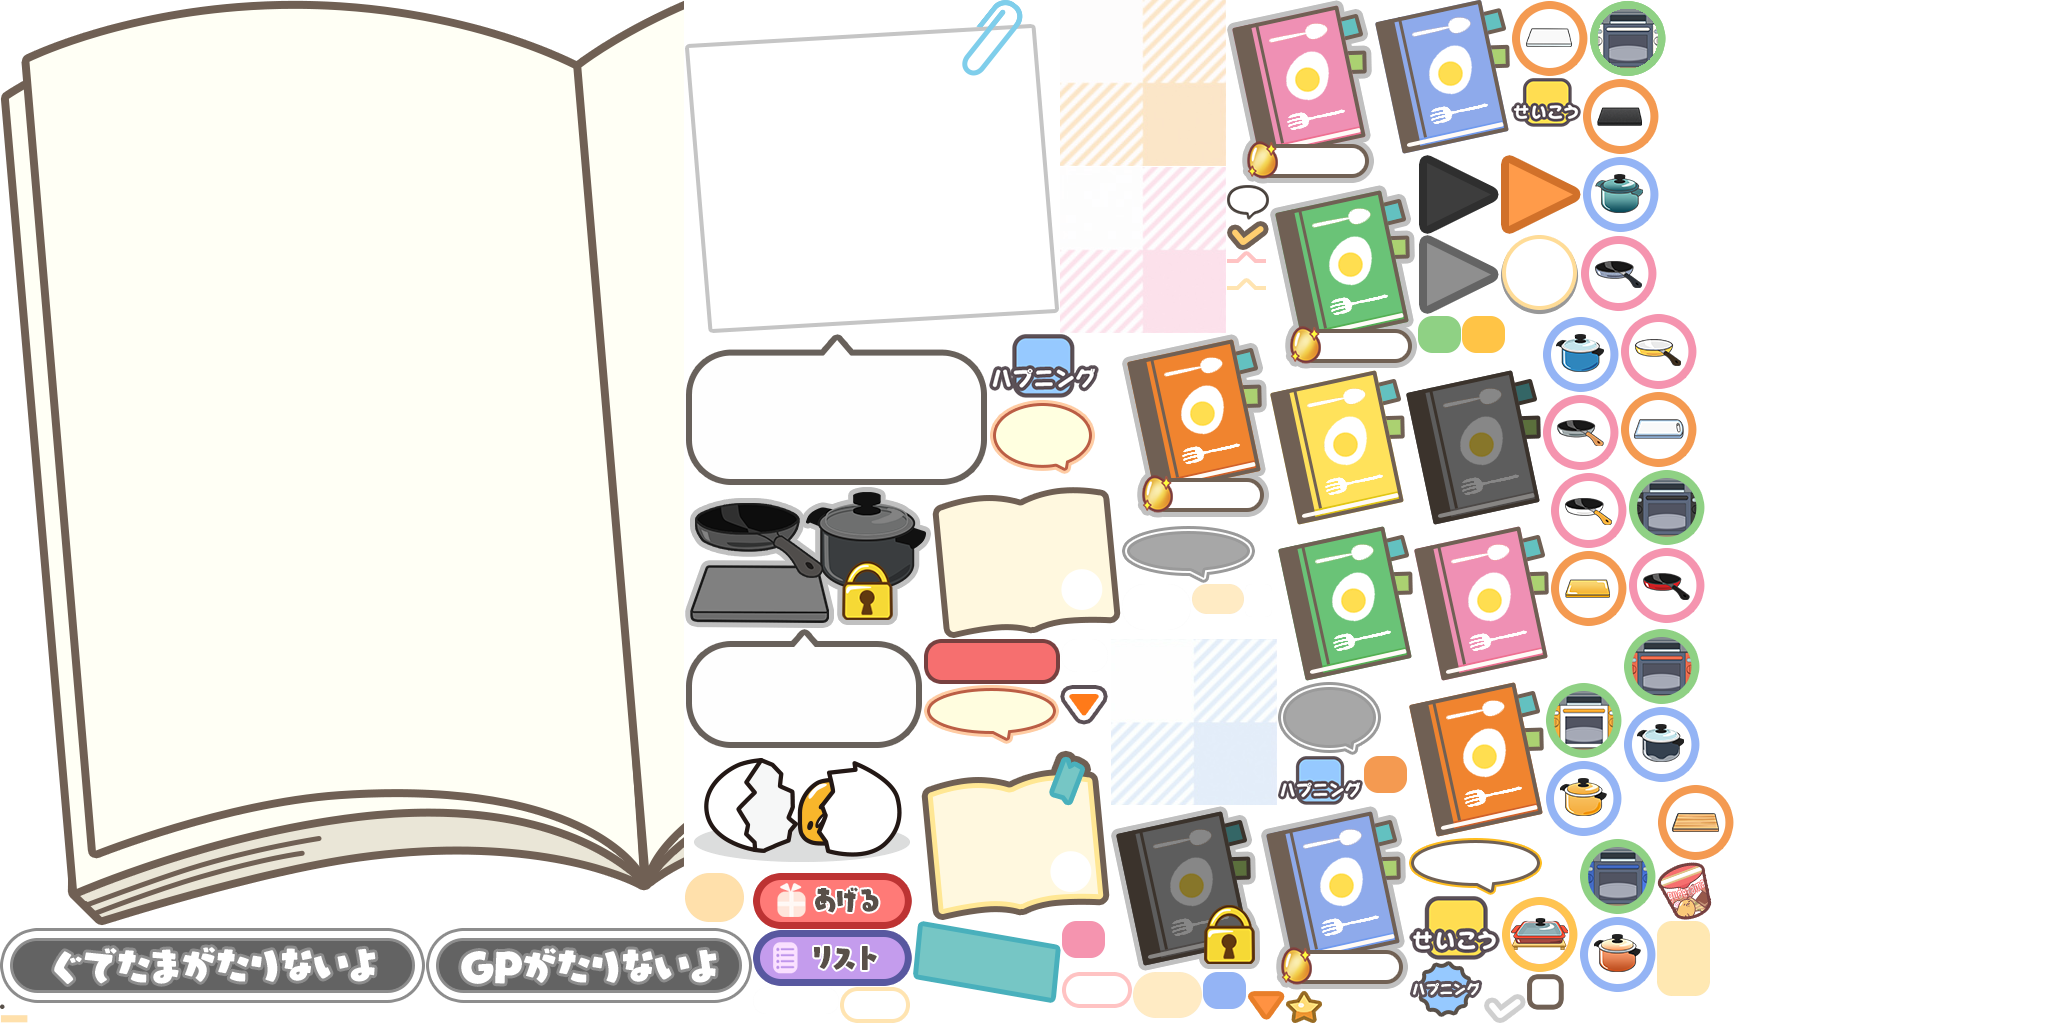 せいこう
ハプニング
ハプニング
あげる
せいこう
リスト
ぐでたまがたりないよ
GPがたりないよ
ハプニング